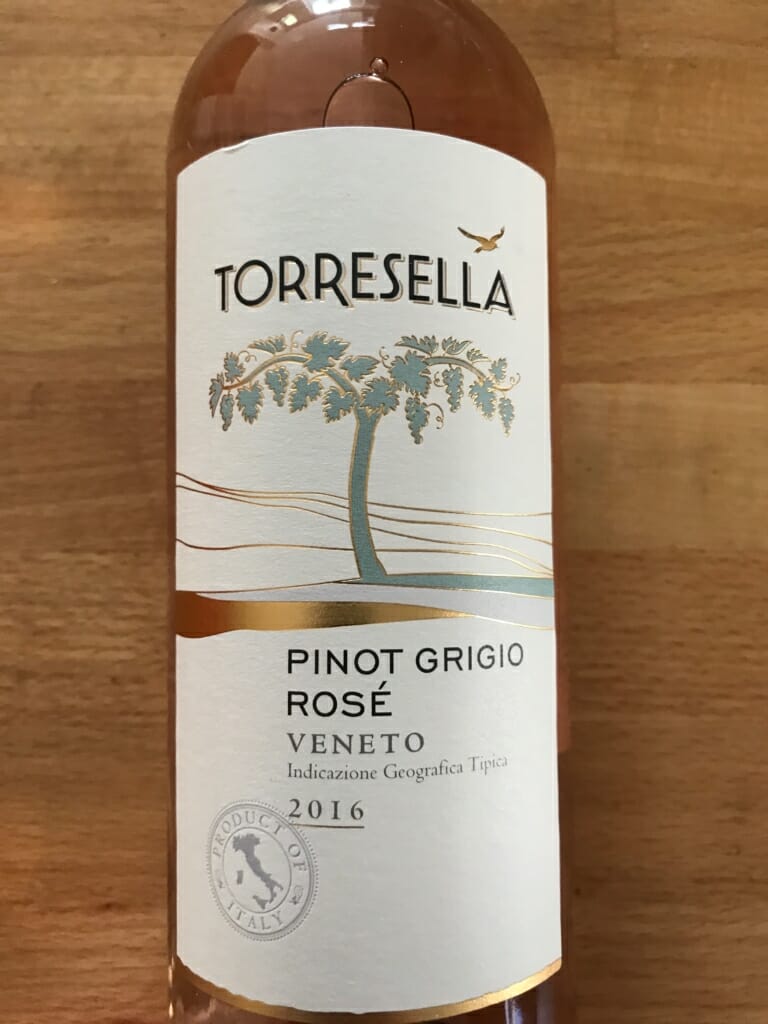 TORRESELLA
PINOT GRIGIO
ROSÉ
VENETO
Indicazione Geografica Tipica
2016
PRODUCT OF
ITALY